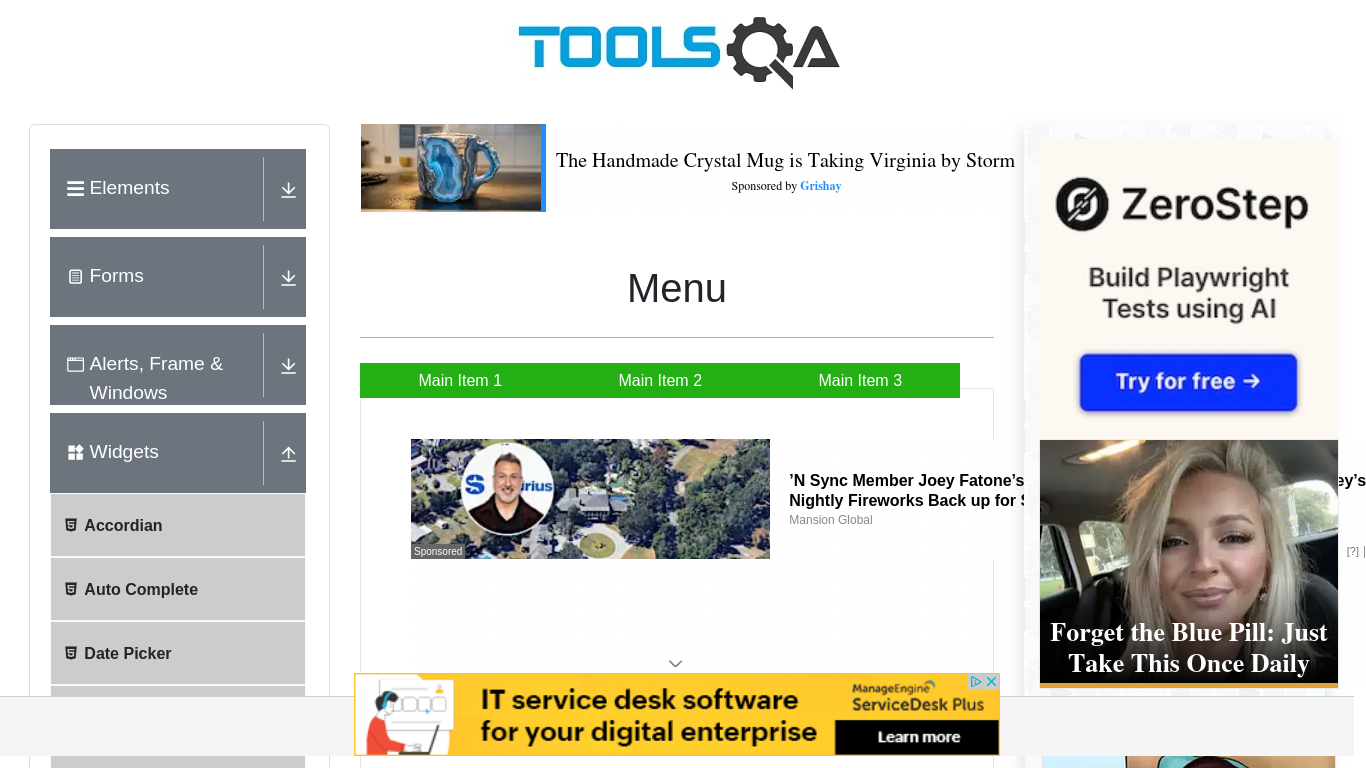 TOOLSQA
Elements
Forms
Alerts, Frame &
Windows
Widgets
Accordian
Auto Complete
Date Picker
The Handmade Crystal Mug is Taking Virginia by Storm
Sponsored by Grishay
Menu
Main Item 1
Main Item 2
Main Item 3
Sponsored
’N Sync Member Joey Fatone’s
Nightly Fireworks Back up for
Mansion Global
ey’s
[?]
ZeroStep
Build Playwright
Tests using AI
Try for free →
Forget the Blue Pill: Just
Take This Once Daily
IT service desk software
for your digital enterprise
ManageEngine
ServiceDesk Plus
Learn more